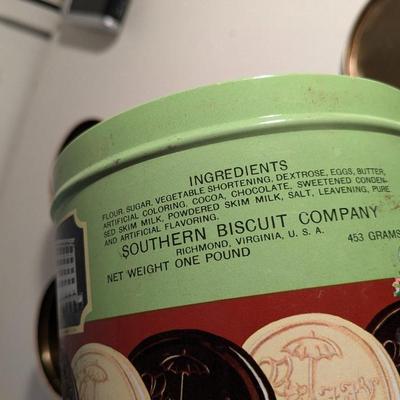 INGREDIENTS
FLOUR, SUGAR, VEGETABLE SHORTENING, DEXTROSE, EGGS, BUTTER,
ARTIFICIAL COLORING, COCOA, CHOCOLATE, SWEETENED CONDEN-
SED SKIM MILK, POWDERED SKIM MILK, SALT, LEAVENING, PURE
AND ARTIFICIAL FLAVORING.
SOUTHERN BISCUIT COMPANY
RICHMOND, VIRGINIA, U. S. A.
NET WEIGHT ONE POUND 453 GRAMS